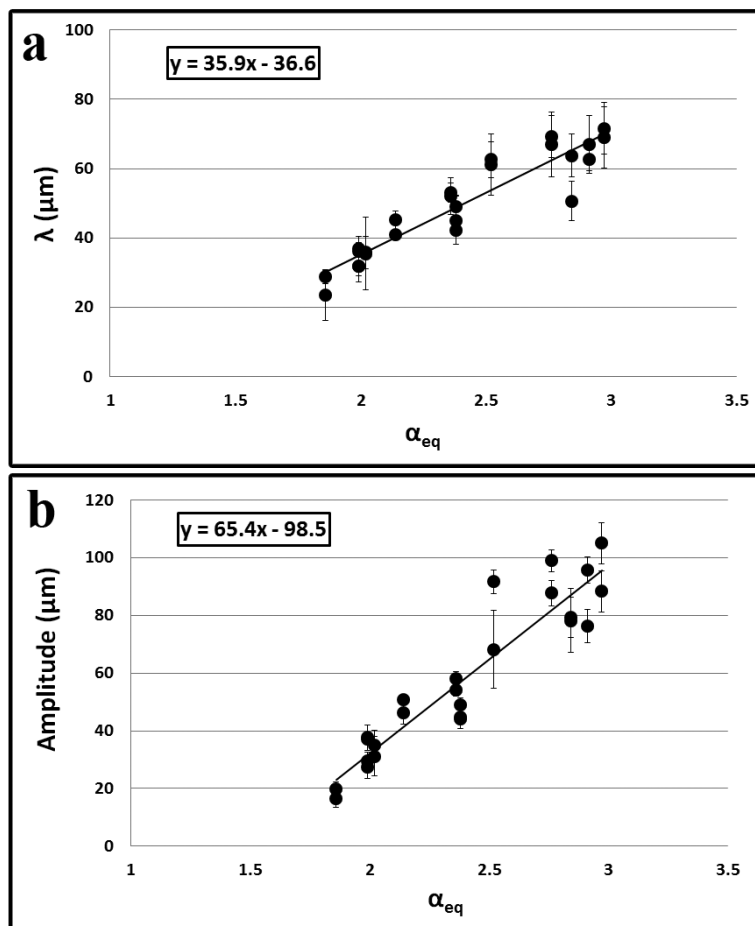 a
y = 35.9x - 36.6
100
80
60
40
20
0
λ (μm)
1 1.5 2 2.5 3 3.5
αeq
b
y = 65.4x - 98.5
120
100
80
60
40
20
0
Amplitude (μm)
1 1.5 2 2.5 3 3.5
αeq